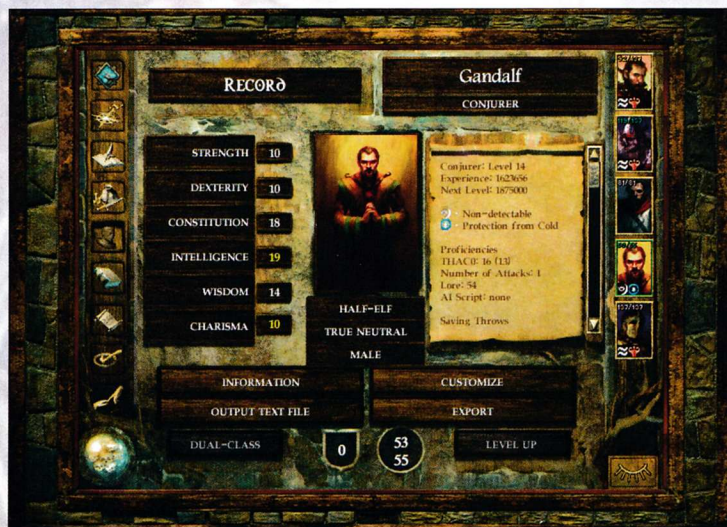 RECORD
Gandalf
CONJURER
STRENGTH 10
DEXTERITY 10
CONSTITUTION 18
INTELLIGENCE 19
WISDOM 14
CHARISMA 10
Conjurer: Level 14
Experience: 1623656
Next Level: 1875000
- Non-detectable
- Protection from Cold
Proficiencies
THAC0: 16 (13)
Number of Attacks: 1
Lore: 54
AI Script: none
Saving Throws
HALF-ELF
TRUE NEUTRAL
MALE
INFORMATION
CUSTOMIZE
OUTPUT TEXT FILE
EXPORT
DUAL-CLASS
0
53
55
LEVEL UP